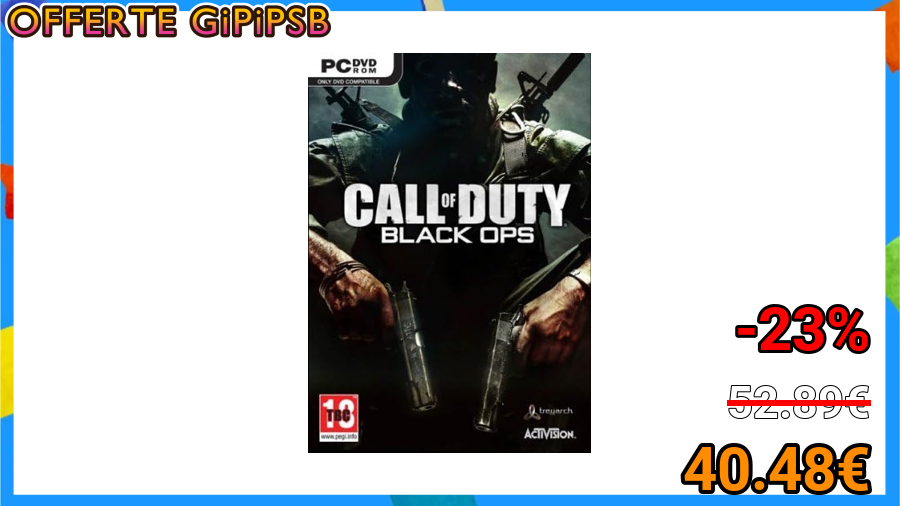 OFFERTE GiPiPSB
PC DVD ROM
ONLY DVD COMPATIBLE
CALL OF DUTY
BLACK OPS
-23%
52.89€
40.48€
18
TBC
www.pegi.info
treyarch
ACTIVISION.